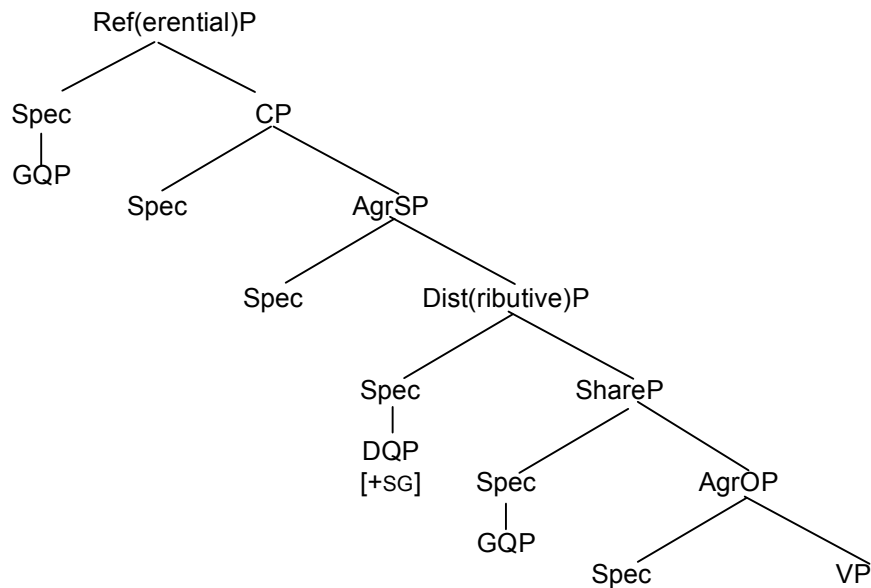 Ref(erential)P
Spec CP
GQP
Spec AgrSP
Spec Dist(ributive)P
Spec ShareP
DQP
[+SG] Spec AgrOP
GQP
Spec VP